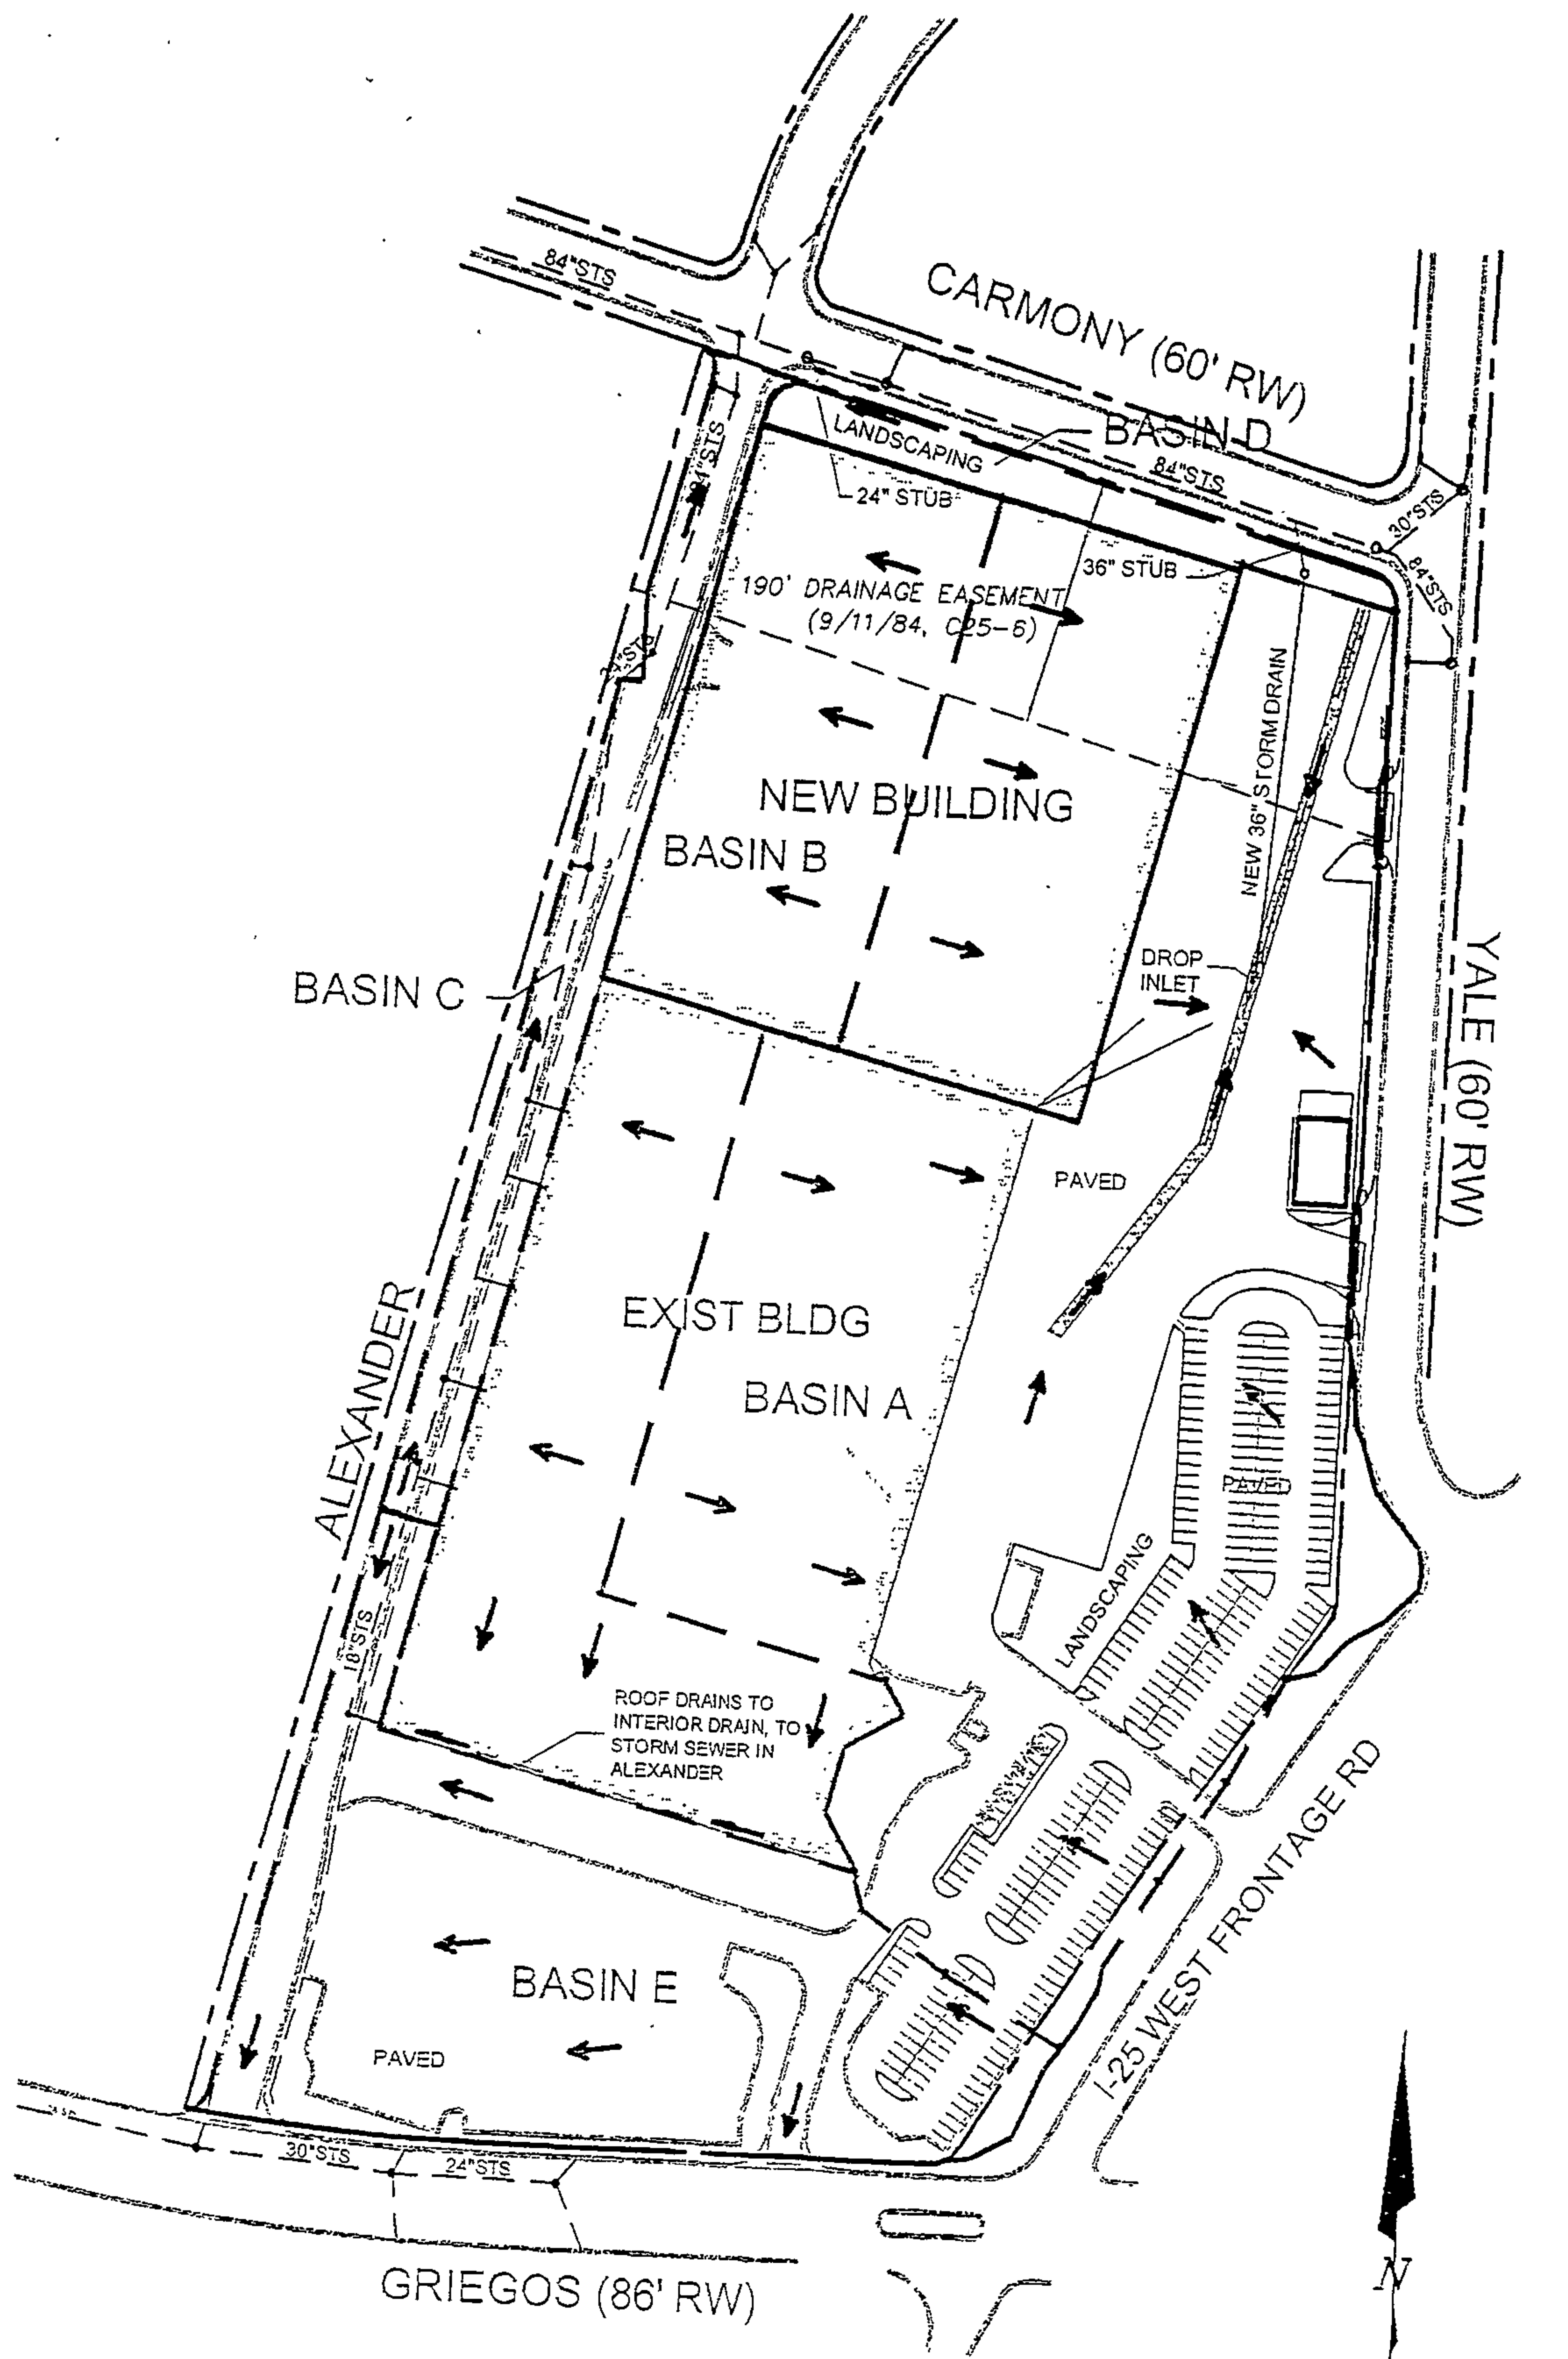 84"STS
CARMONY (60' RW)
BASIN D
LANDSCAPING
84"STS
24" STUB
30"STS
36" STUB
84"STS
190' DRAINAGE EASEMENT
(9/11/84, C25-6)
NEW 36" STORM DRAIN
NEW BUILDING
BASIN B
DROP
INLET
BASIN C
YALE (60' RW)
PAVED
EXIST BLDG
BASIN A
ALEXANDER
PAVED
LANDSCAPING
18"STS
ROOF DRAINS TO
INTERIOR DRAIN, TO
STORM SEWER IN
ALEXANDER
I-25 WEST FRONTAGE RD
BASIN E
PAVED
30"STS
24"STS
GRIEGOS (86' RW)
N